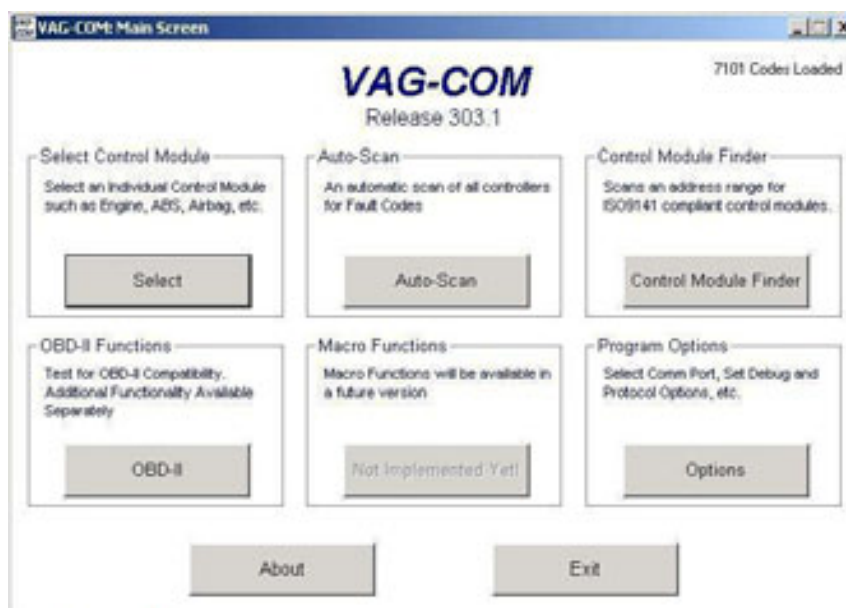 VAG-COM: Main Screen
VAG-COM
7101 Codes Loaded
Release 303.1
Select Control Module
Select an Individual Control Module
such as Engine, ABS, Airbag, etc.
Select
Auto-Scan
An automatic scan of all controllers
for Fault Codes
Auto-Scan
Control Module Finder
Scans an address range for
ISO9141 compliant control modules.
Control Module Finder
OBD-II Functions
Test for OBD-II Compatibility.
Additional Functionality Available
Separately
OBD-II
Macro Functions
Macro Functions will be available in
a future version
Not Implemented Yet!
Program Options
Select Comm Port, Set Debug and
Protocol Options, etc.
Options
About
Exit